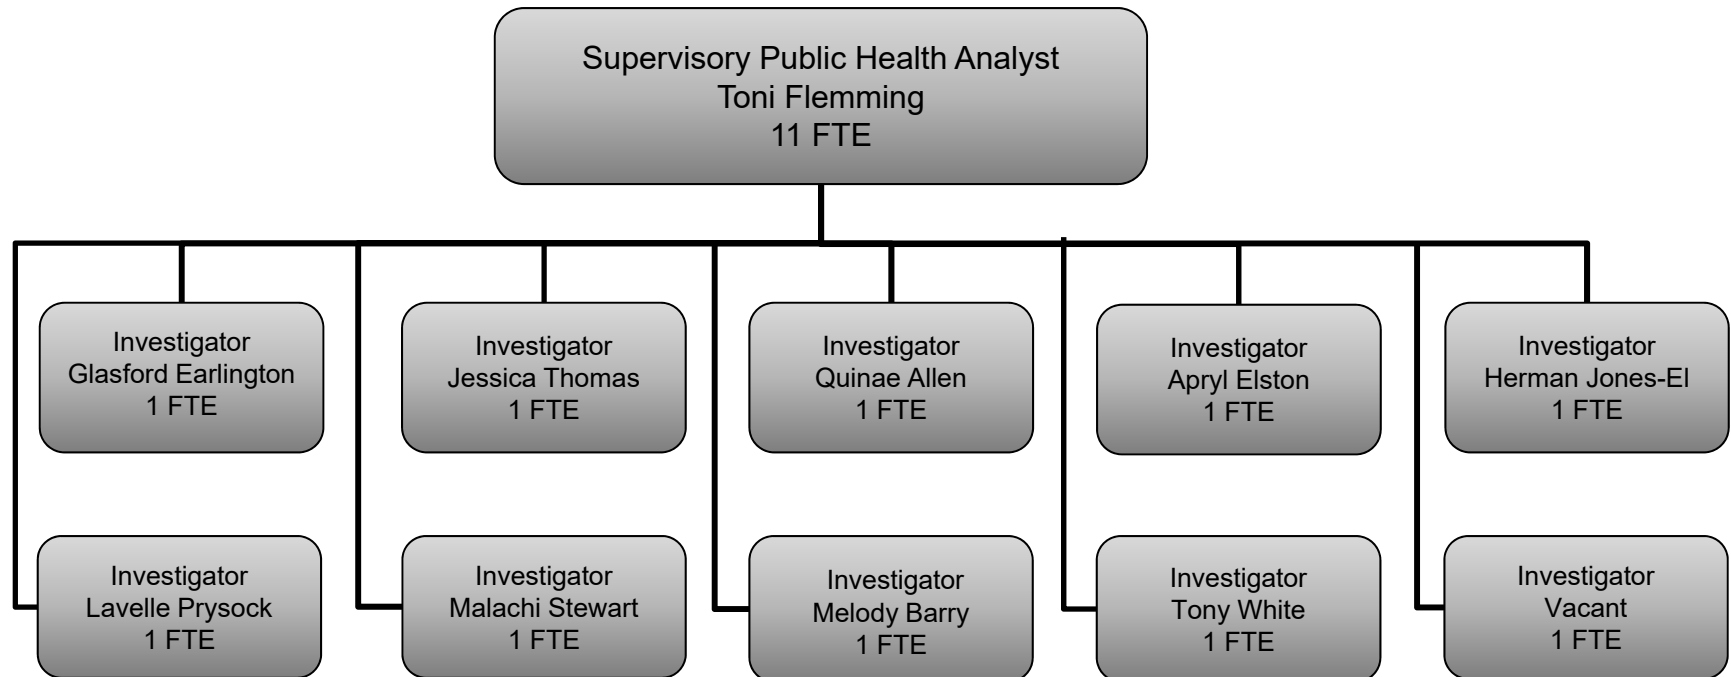 Supervisory Public Health Analyst
Toni Flemming
11 FTE
Investigator
Glasford Earlington
1 FTE
Investigator
Jessica Thomas
1 FTE
Investigator
Quinae Allen
1 FTE
Investigator
Apryl Elston
1 FTE
Investigator
Herman Jones-El
1 FTE
Investigator
Lavelle Prysock
1 FTE
Investigator
Malachi Stewart
1 FTE
Investigator
Melody Barry
1 FTE
Investigator
Tony White
1 FTE
Investigator
Vacant
1 FTE